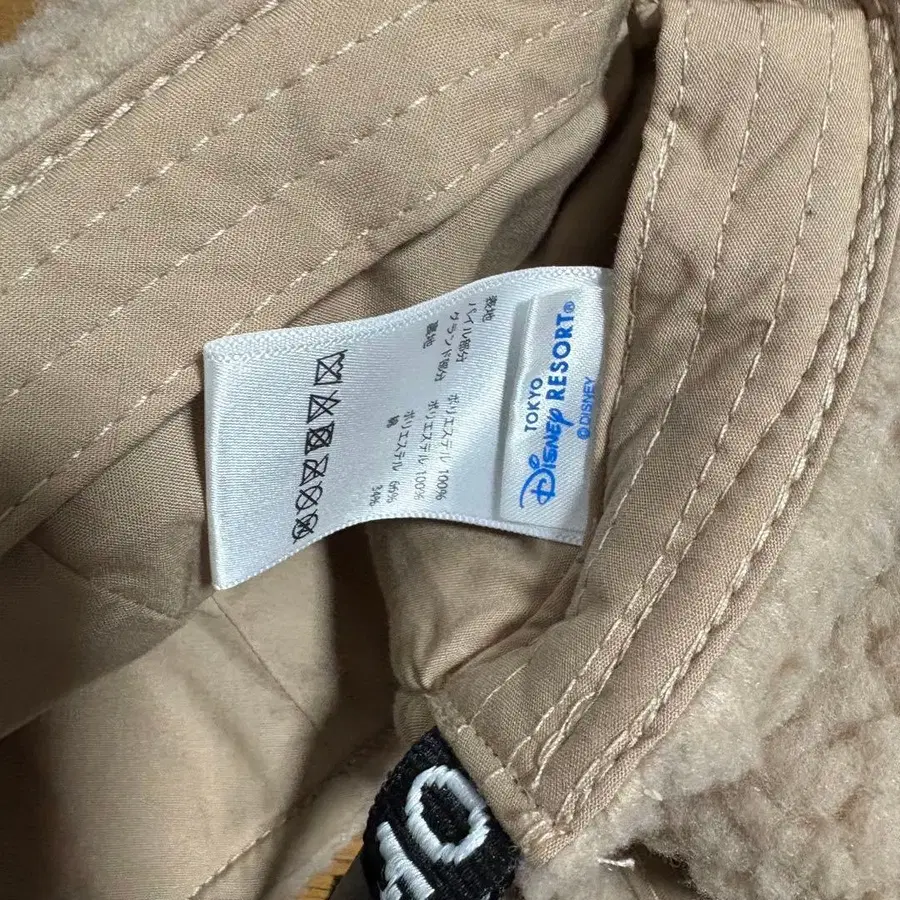 TOKYO
Disney RESORT®
© DISNEY
表地
パイル部分 ポリエステル 100%
グランド部分 ポリエステル 100%
裏地 ポリエステル 66%
綿 34%